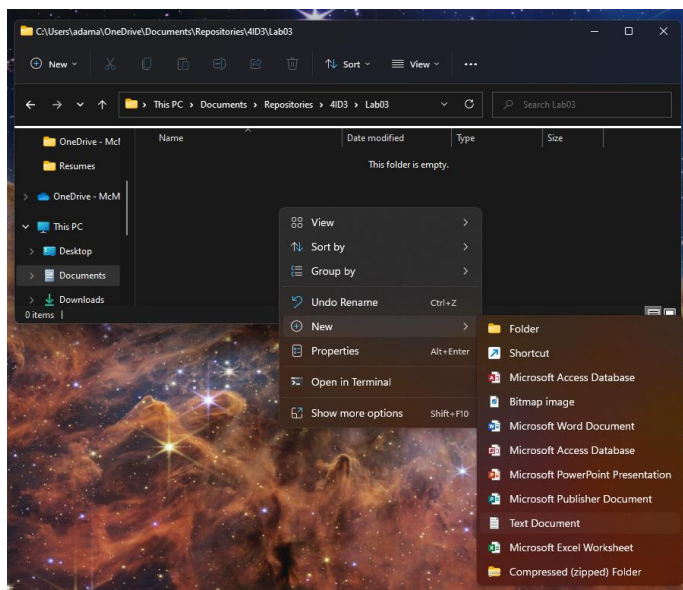 C:\Users\adama\OneDrive\Documents\Repositories\4ID3\Lab03
New
Sort
View
This PC > Documents > Repositories > 4ID3 > Lab03
Search Lab03
OneDrive - McM
Resumes
OneDrive - McM
This PC
Desktop
Documents
Downloads
0 items
Name
Date modified
Type
Size
This folder is empty.
View
Sort by
Group by
Undo Rename Ctrl+Z
New
Properties Alt+Enter
Open in Terminal
Show more options Shift+F10
Folder
Shortcut
Microsoft Access Database
Bitmap image
Microsoft Word Document
Microsoft Access Database
Microsoft PowerPoint Presentation
Microsoft Publisher Document
Text Document
Microsoft Excel Worksheet
Compressed (zipped) Folder